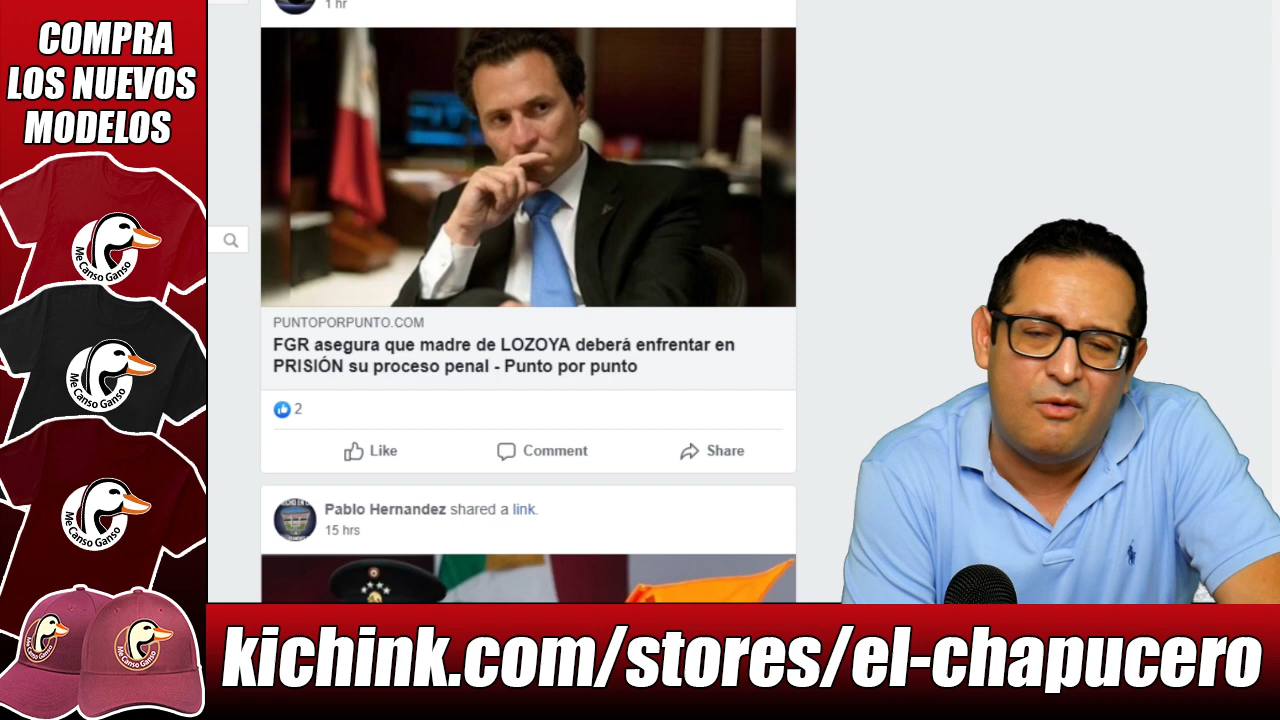 COMPRA
LOS NUEVOS
MODELOS
Me Canso Ganso
Me Canso Ganso
Me Canso Ganso
Me Canso Ganso
Me Canso Ganso
1 hr
PUNTOPORPUNTO.COM
FGR asegura que madre de LOZOYA deberá enfrentar en
PRISIÓN su proceso penal - Punto por punto
2
Like Comment Share
Pablo Hernandez shared a link.
15 hrs
kichink.com/stores/el-chapucero